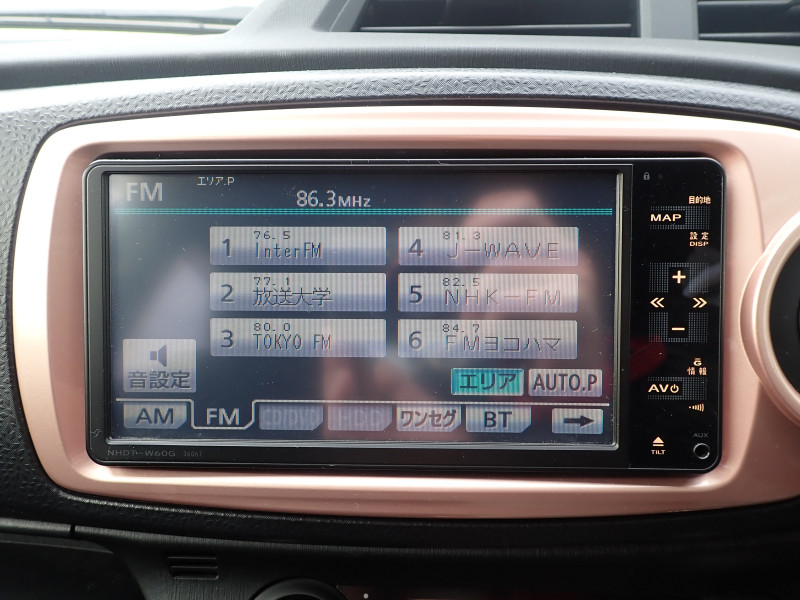 FM
エリア.P
86.3MHz
1 76.5 InterFM
4 81.3 J-WAVE
2 77.1 放送大学
5 82.5 NHK-FM
3 80.0 TOKYO FM
6 84.7 FMヨコハマ
音設定
エリア
AUTO.P
AM
FM
CD/DVD
HDD
ワンセグ
BT
NHDT-W60G
目的地
MAP
設定
DISP
+
−
G
情報
AV
TILT
AUX